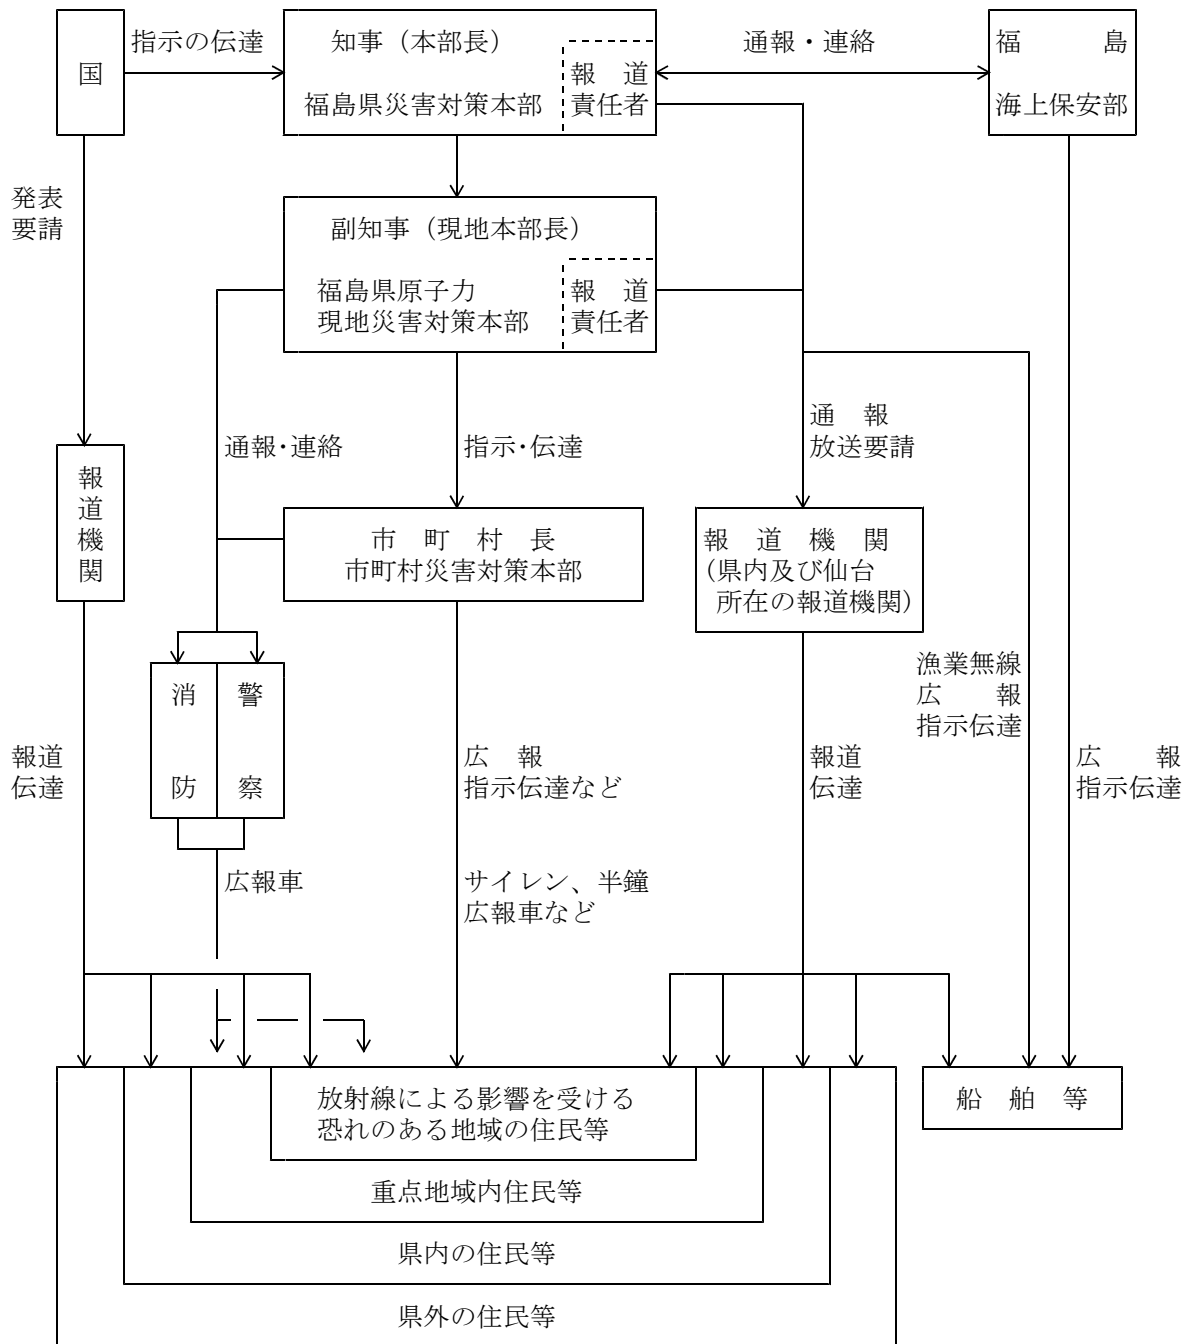 国
指示の伝達
知事（本部長）
福島県災害対策本部
報　道
責任者
通報・連絡
福　　　島
海上保安部
発表
要請
副知事（現地本部長）
福島県原子力
現地災害対策本部
報　道
責任者
通報・連絡
指示・伝達
通　報
放送要請
報道機関
市　町　村　長
市町村災害対策本部
報　道　機　関
（県内及び仙台
所在の報道機関）
消防
警察
漁業無線
広　　報
指示伝達
報道
伝達
広　報
指示伝達など
報道
伝達
広　　報
指示伝達
広報車
サイレン、半鐘
広報車など
放射線による影響を受ける
恐れのある地域の住民等
船　舶　等
重点地域内住民等
県内の住民等
県外の住民等